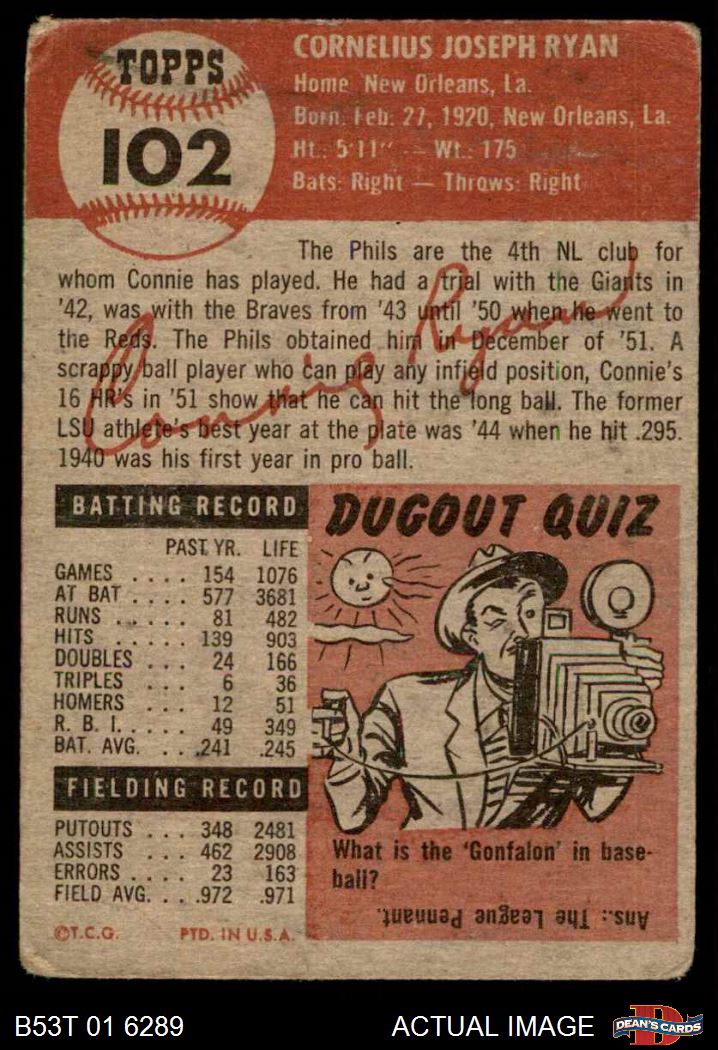 TOPPS
102
CORNELIUS JOSEPH RYAN
Home New Orleans, La.
Born: Feb. 27, 1920, New Orleans, La.
Ht.: 5'11" — Wt.: 175
Bats: Right — Throws: Right
The Phils are the 4th NL club for
whom Connie has played. He had a trial with the Giants in
'42, was with the Braves from '43 until '50 when he went to
the Reds. The Phils obtained him in December of '51. A
scrappy ball player who can play any infield position, Connie's
16 HR's in '51 show that he can hit the long ball. The former
LSU athlete's best year at the plate was '44 when he hit .295.
1940 was his first year in pro ball.
Connie Ryan
BATTING RECORD
PAST YR. LIFE
GAMES .... 154 1076
AT BAT .... 577 3681
RUNS ..... 81 482
HITS ..... 139 903
DOUBLES ... 24 166
TRIPLES ... 6 36
HOMERS ... 12 51
R. B. I...... 49 349
BAT. AVG. ... .241 .245
FIELDING RECORD
PUTOUTS ... 348 2481
ASSISTS ... 462 2908
ERRORS .... 23 163
FIELD AVG. ... .972 .971
©T.C.G. PTD. IN U.S.A.
DUGOUT QUIZ
What is the 'Gonfalon' in base-
ball?
Ans.: The League Pennant.
B53T 01 6289
ACTUAL IMAGE
D
DEAN'S CARDS